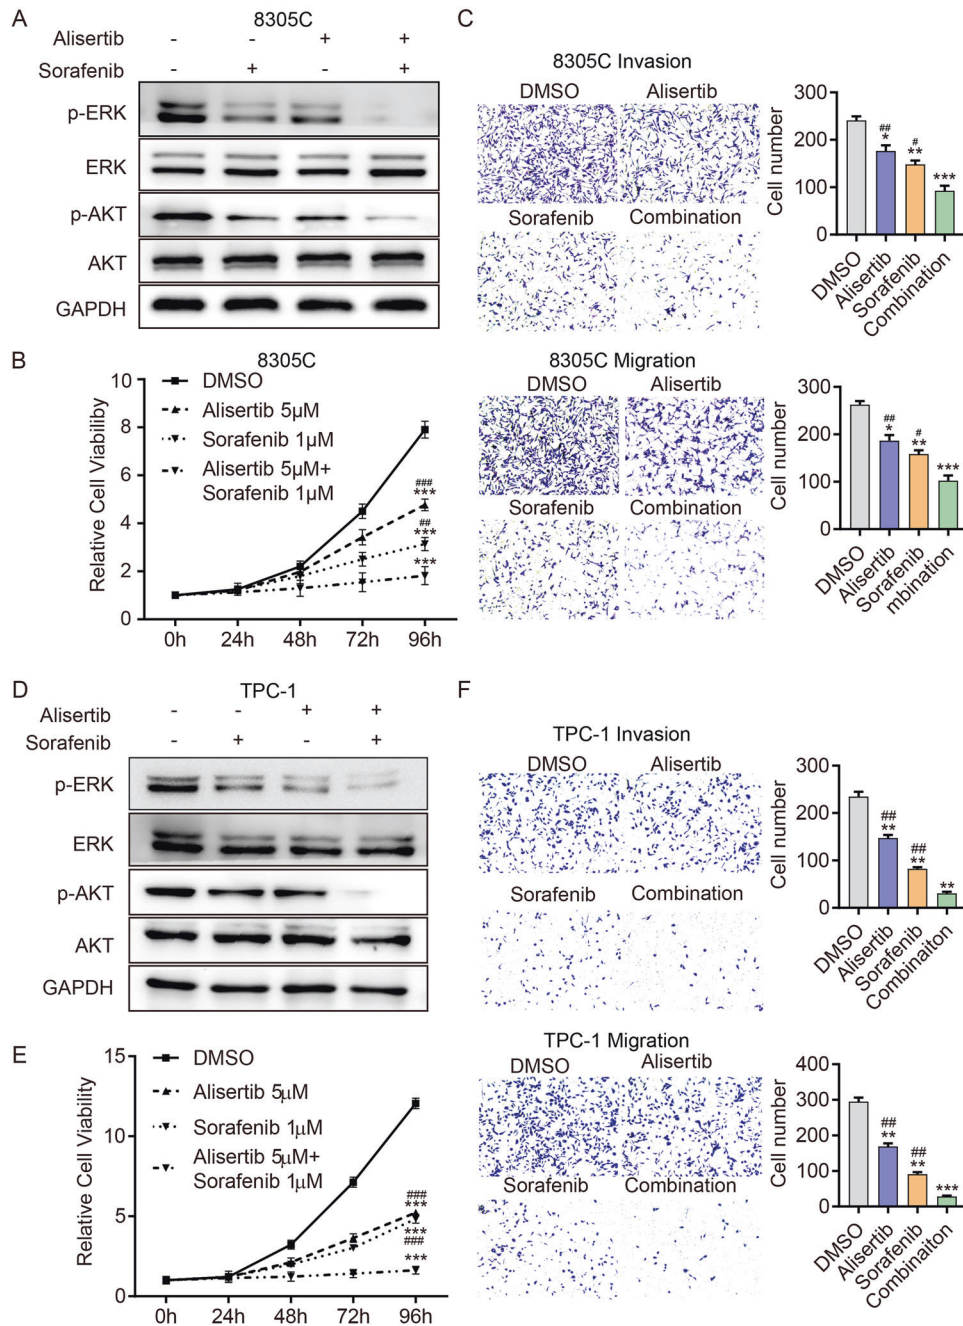 A
8305C
Alisertib - - + +
Sorafenib - + - +
p-ERK
ERK
p-AKT
AKT
GAPDH
B
8305C
Relative Cell Viability
10
8
6
4
2
0
DMSO
Alisertib 5μM
Sorafenib 1μM
Alisertib 5μM+
Sorafenib 1μM
###
***
##
***
***
0h 24h 48h 72h 96h
C
8305C Invasion
DMSO Alisertib
Sorafenib Combination
Cell number
300
200
100
0
##
*
#
**
***
DMSO
Alisertib
Sorafenib
Combination
8305C Migration
DMSO Alisertib
Sorafenib Combination
Cell number
300
200
100
0
##
*
#
**
***
DMSO
Alisertib
Sorafenib
mbination
D
TPC-1
Alisertib - - + +
Sorafenib - + - +
p-ERK
ERK
p-AKT
AKT
GAPDH
E
Relative Cell Viability
15
10
5
0
DMSO
Alisertib 5μM
Sorafenib 1μM
Alisertib 5μM+
Sorafenib 1μM
###
***
***
###
***
0h 24h 48h 72h 96h
F
TPC-1 Invasion
DMSO Alisertib
Sorafenib Combination
Cell number
300
200
100
0
##
**
##
**
**
DMSO
Alisertib
Sorafenib
Combinaiton
TPC-1 Migration
DMSO Alisertib
Sorafenib Combination
Cell number
400
300
200
100
0
##
**
##
**
***
DMSO
Alisertib
Sorafenib
Combinaiton